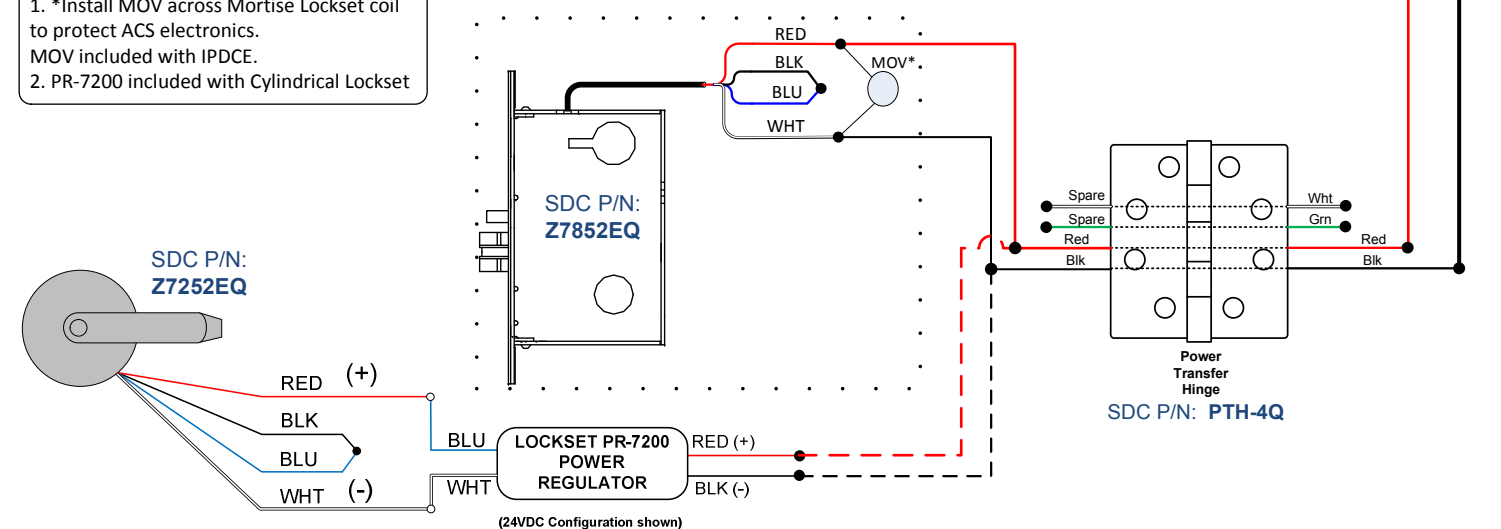 1. *Install MOV across Mortise Lockset coil
to protect ACS electronics.
MOV included with IPDCE.
2. PR-7200 included with Cylindrical Lockset
RED
BLK
BLU
WHT
MOV*
SDC P/N:
Z7852EQ
Spare
Spare
Red
Blk
Wht
Grn
Red
Blk
Power
Transfer
Hinge
SDC P/N: PTH-4Q
SDC P/N:
Z7252EQ
RED (+)
BLK
BLU
WHT (-)
BLU
WHT
LOCKSET PR-7200
POWER
REGULATOR
RED (+)
BLK (-)
(24VDC Configuration shown)